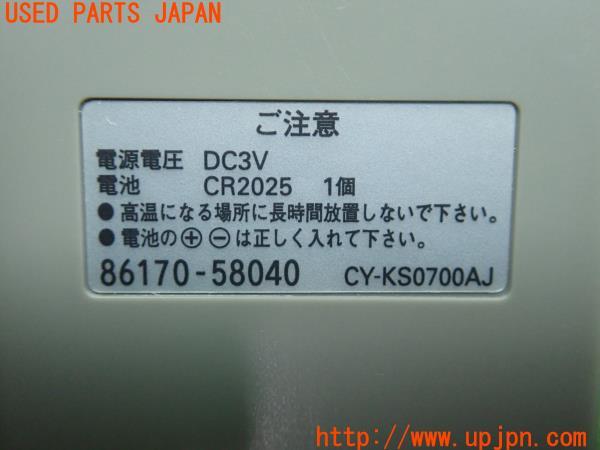 USED PARTS JAPAN
ご注意
電源電圧 DC3V
電池 CR2025 1個
●高温になる場所に長時間放置しないで下さい。
●電池の⊕⊖は正しく入れて下さい。
86170-58040 CY-KS0700AJ
http://www.upjpn.com/